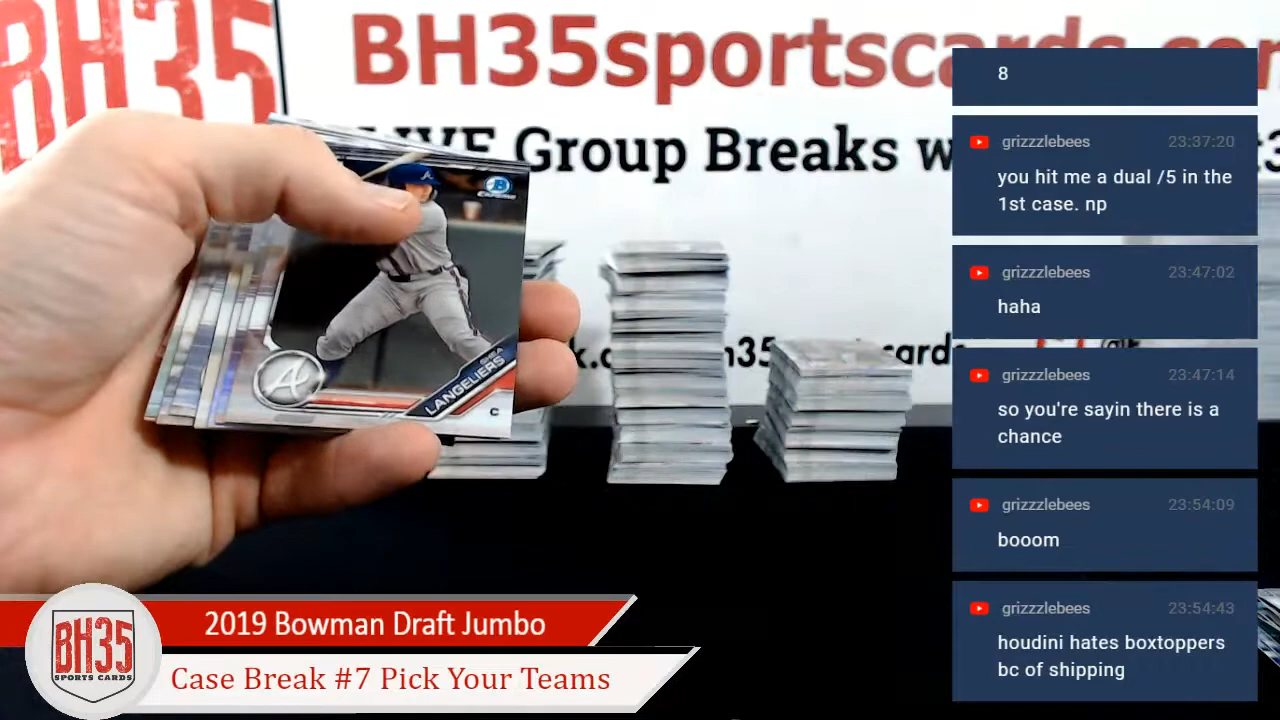 BH35
BH35sportscards.com
LIVE Group Breaks
CHROME
A
SHEA
LANGELIERS
C
8
grizzzlebees 23:37:20
you hit me a dual /5 in the
1st case. np
grizzzlebees 23:47:02
haha
grizzzlebees 23:47:14
so you're sayin there is a
chance
grizzzlebees 23:54:09
booom
grizzzlebees 23:54:43
houdini hates boxtoppers
bc of shipping
BH35
SPORTS CARDS
2019 Bowman Draft Jumbo
Case Break #7 Pick Your Teams